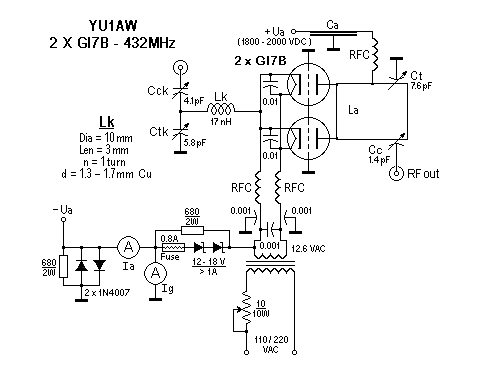 YU1AW
2 X GI7B - 432MHz
+Ua
(1800 - 2000 VDC)
Ca
RFC
2 x GI7B
Cck
4.1pF
Lk
17 nH
0.01
Ct
7.6pF
La
Ctk
5.8pF
0.01
Cc
1.4pF
RF out
Lk
Dia = 10mm
Len = 3mm
n = 1turn
d = 1.3 - 1.7mm Cu
RFC
RFC
0.001
0.001
- Ua
680
2W
0.8A
Fuse
0.001
12.6 VAC
A
Ia
680
2W
12 - 18 V
> 1A
A
Ig
2 x 1N4007
10
10W
110/220
VAC